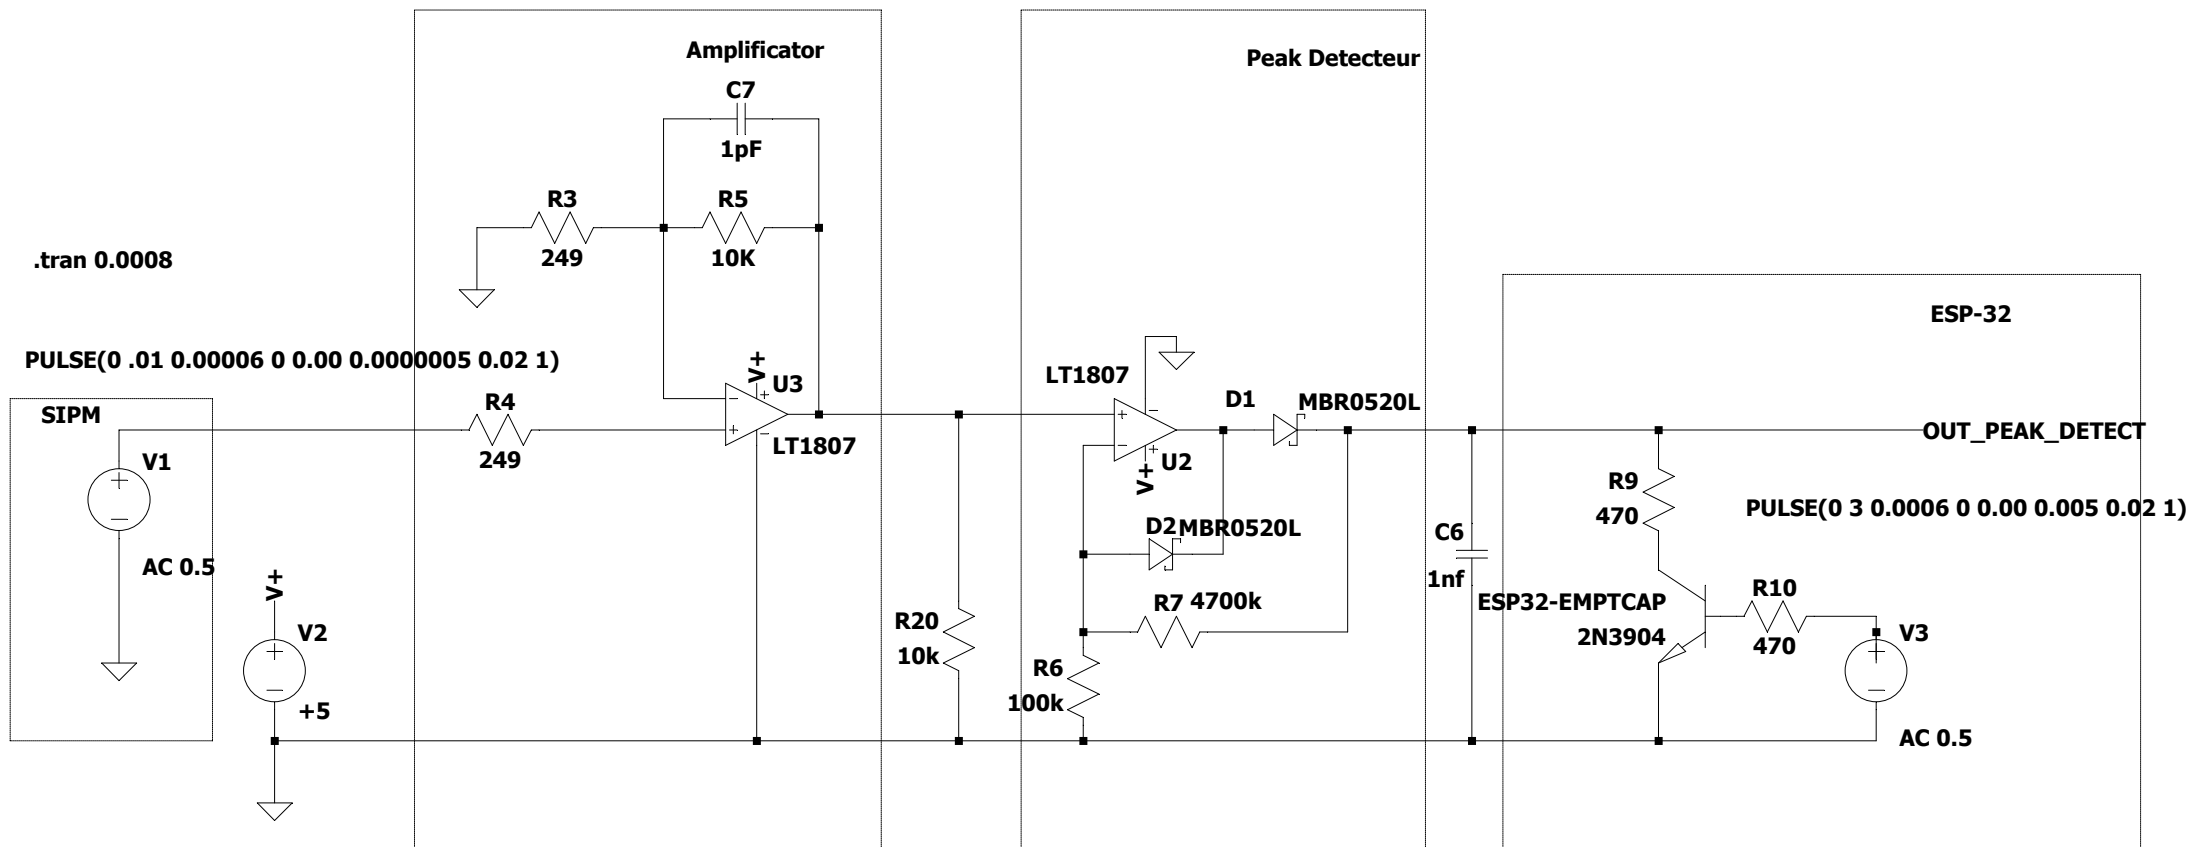 Amplificator
Peak Detecteur
C7
1pF
R3
249
R5
10K
.tran 0.0008
ESP-32
PULSE(0 .01 0.00006 0 0.00 0.0000005 0.02 1)
V+
U3
LT1807
SIPM
R4
249
LT1807
D1
MBR0520L
V1
OUT_PEAK_DETECT
U2
V+
R9
470
PULSE(0 3 0.0006 0 0.00 0.005 0.02 1)
D2
MBR0520L
C6
1nf
AC 0.5
V+
R7
4700k
ESP32-EMPTCAP
2N3904
R10
470
V2
R20
10k
V3
R6
100k
+5
AC 0.5